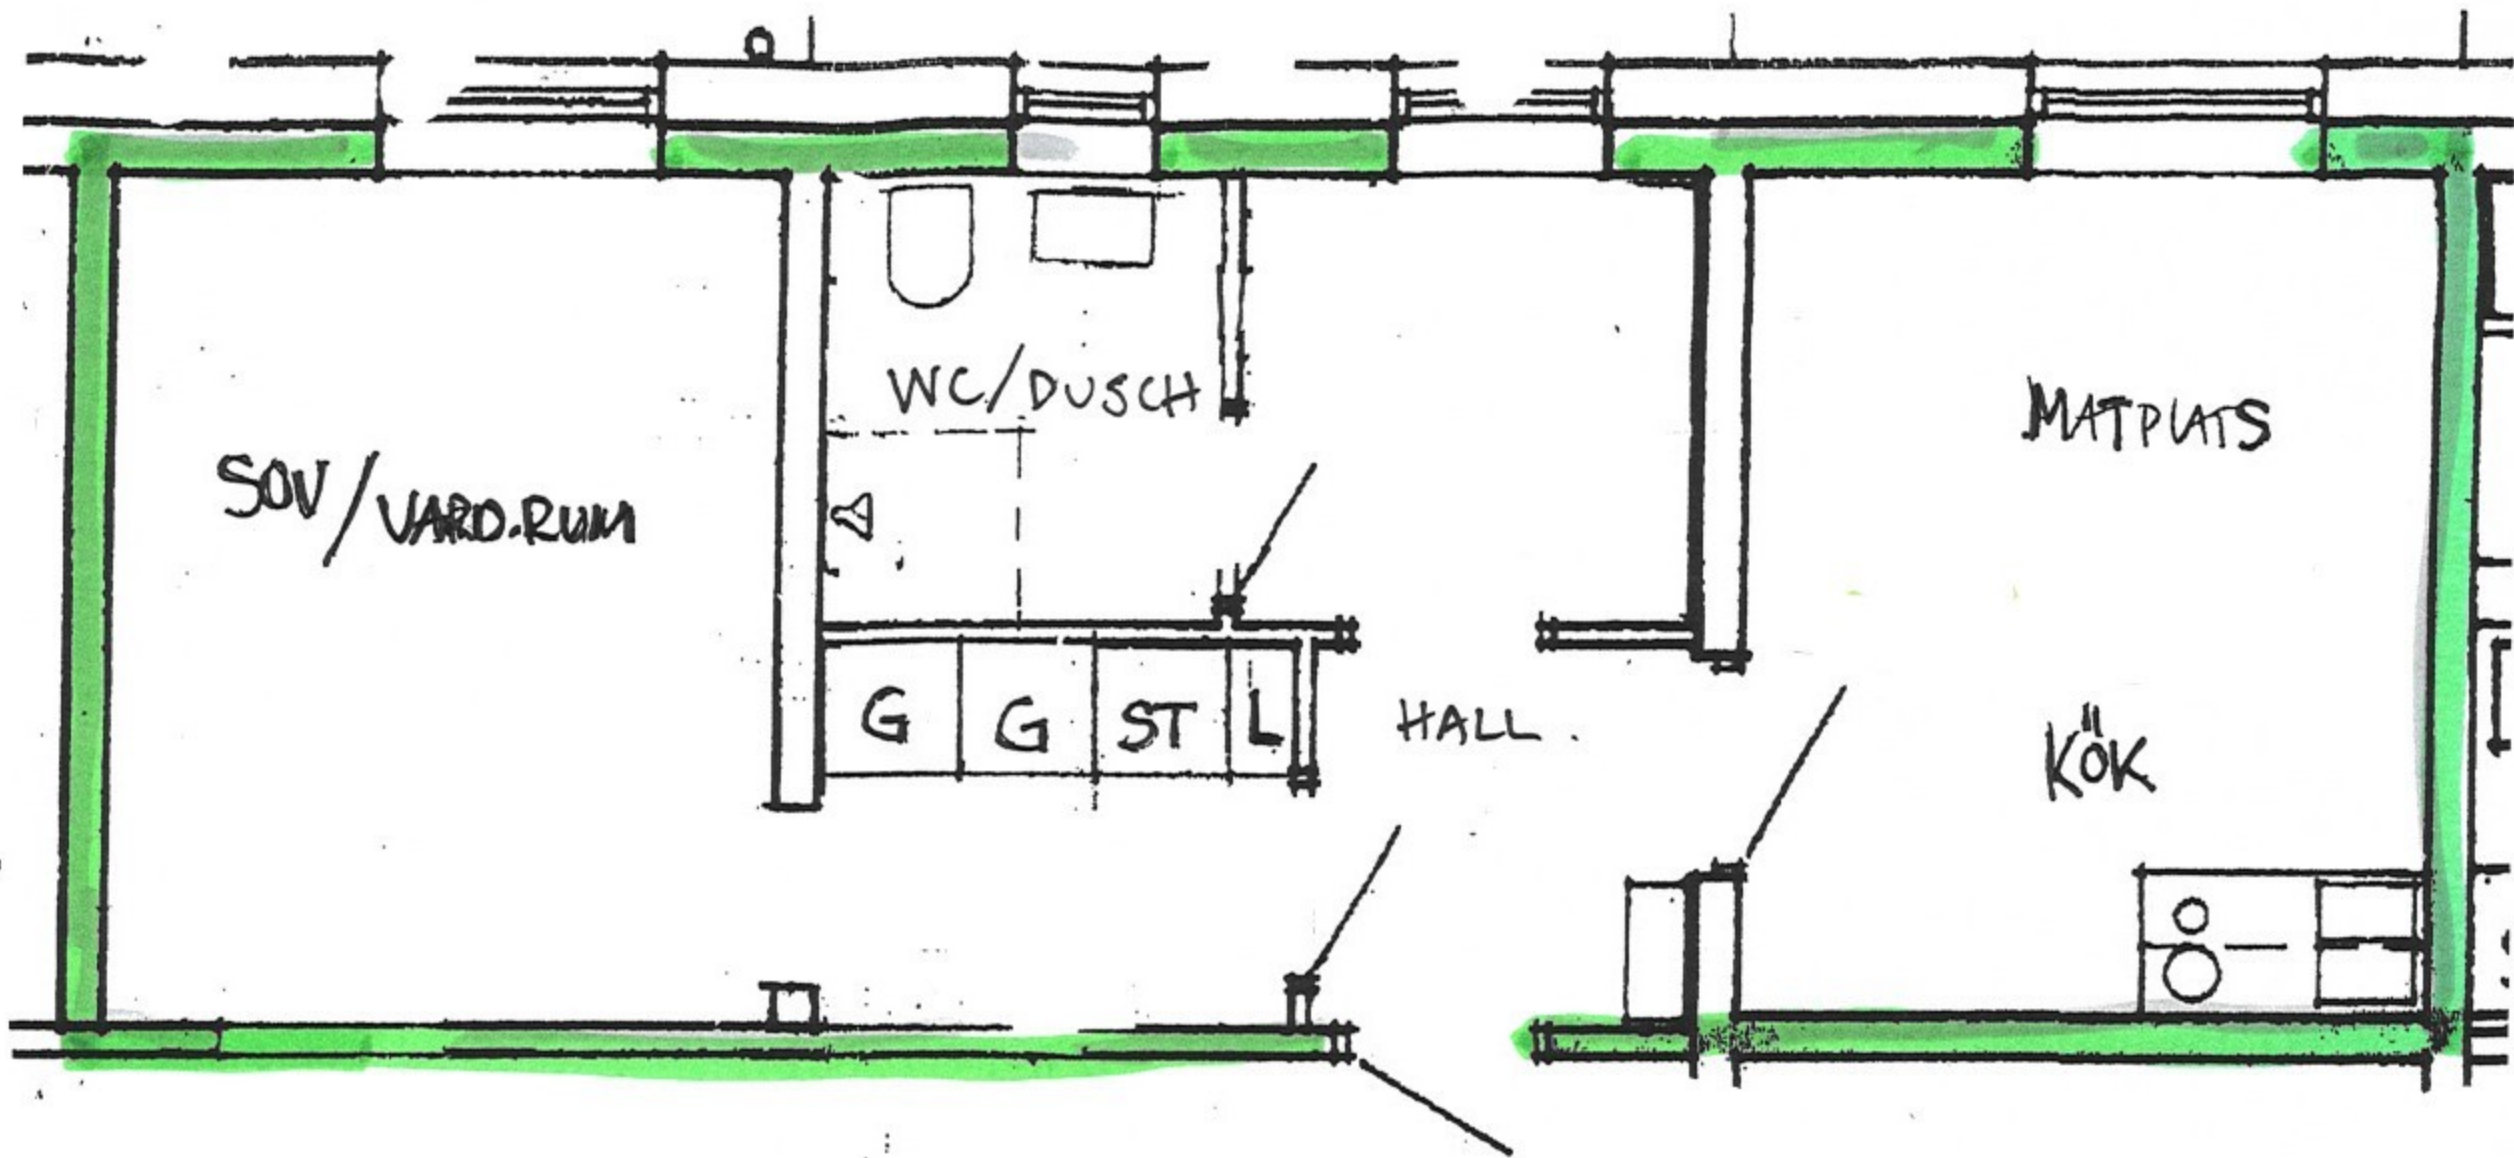 WC/DUSCH
MATPLATS
SOV/VARD.RUM
G G ST L
HALL.
KÖK